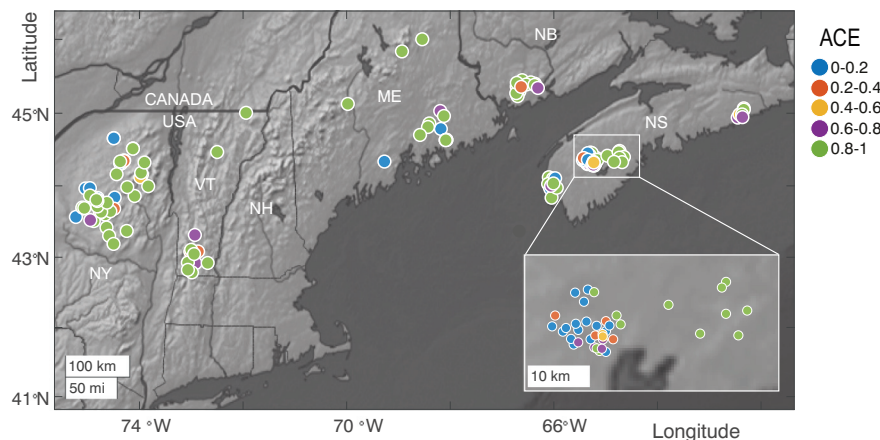 Latitude
45°N
43°N
41°N
CANADA
USA
NB
ME
NS
VT
NH
NY
100 km
50 mi
10 km
74 °W
70 °W
66°W
Longitude
ACE
0-0.2
0.2-0.4
0.4-0.6
0.6-0.8
0.8-1